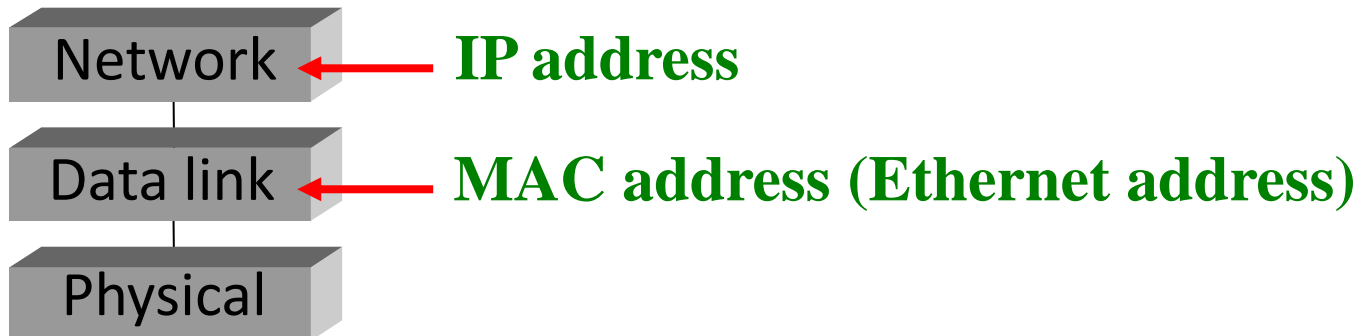 Network IP address
Data link MAC address (Ethernet address)
Physical